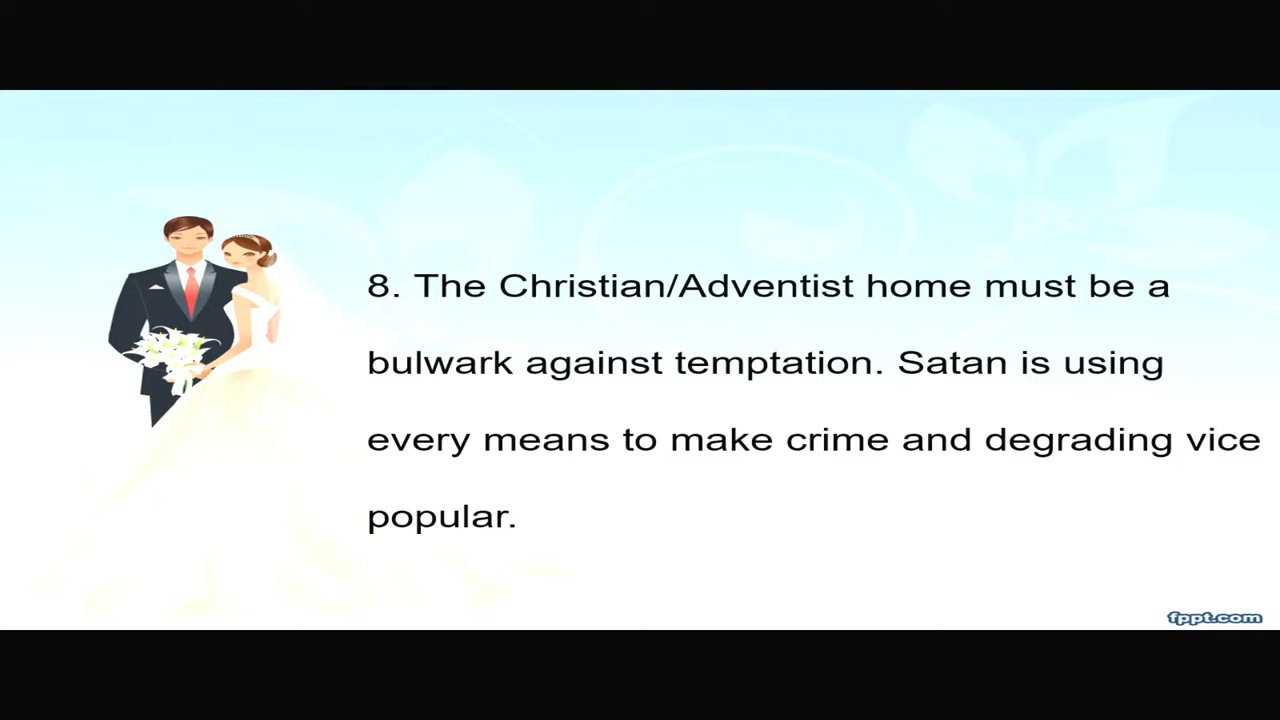 8. The Christian/Adventist home must be a
bulwark against temptation. Satan is using
every means to make crime and degrading vice
popular.
fppt.com